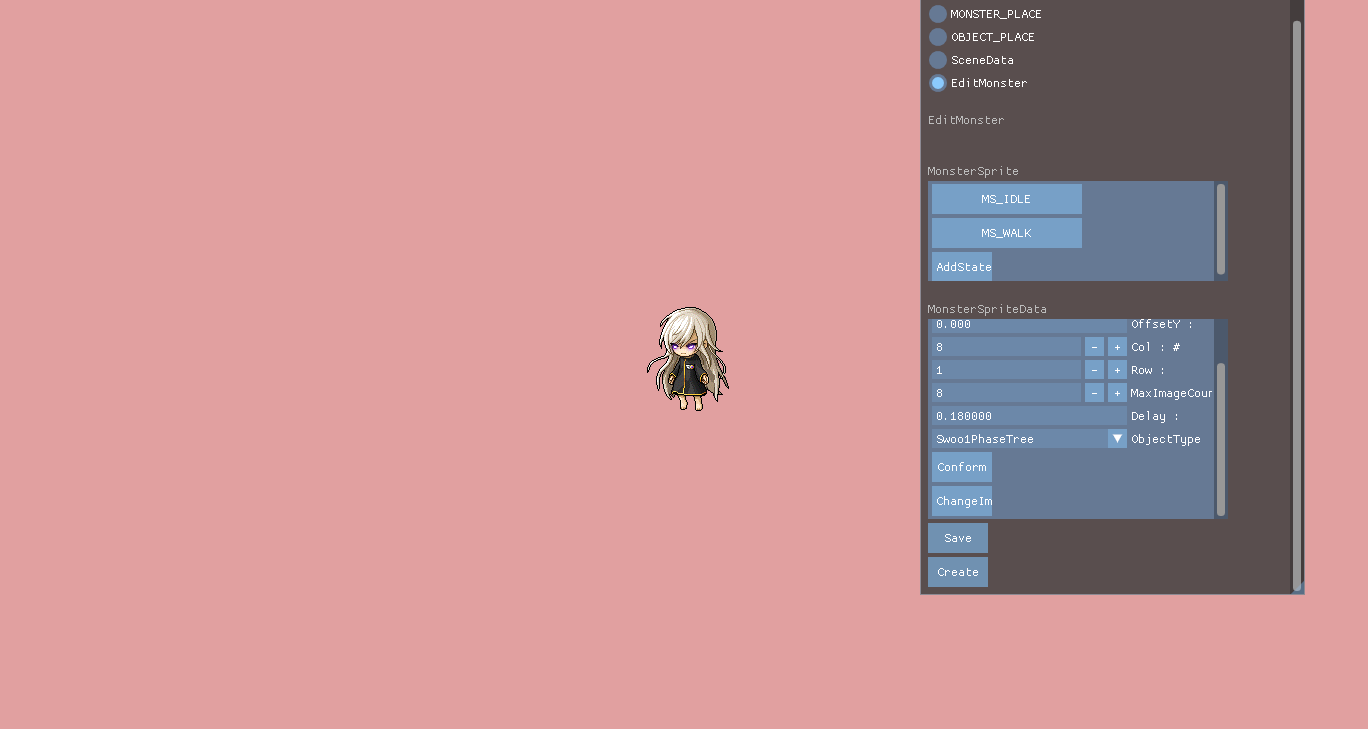 MONSTER_PLACE
OBJECT_PLACE
SceneData
EditMonster
EditMonster
MonsterSprite
MS_IDLE
MS_WALK
AddState
MonsterSpriteData
0.000 OffsetY :
8 - + Col : #
1 - + Row :
8 - + MaxImageCour
0.180000 Delay :
Swoo1PhaseTree ObjectType
Conform
ChangeIm
Save
Create